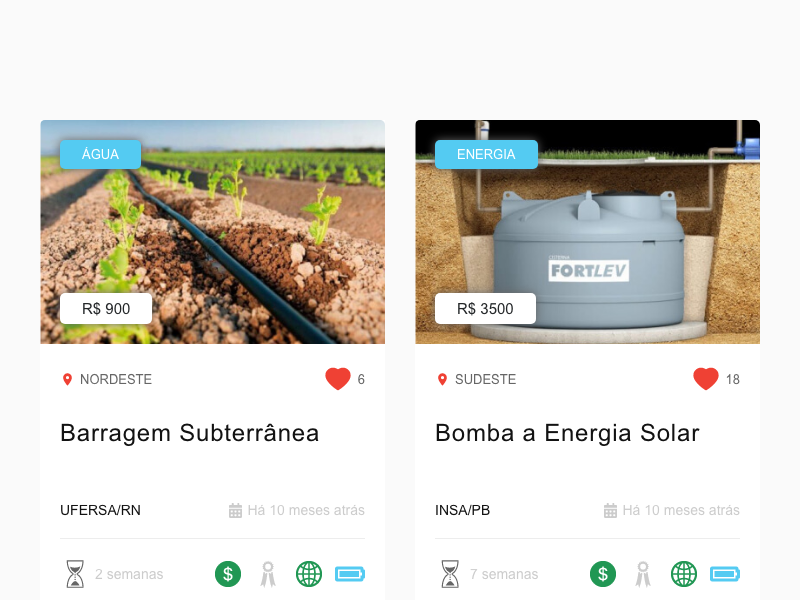 ÁGUA
R$ 900
NORDESTE
6
Barragem Subterrânea
UFERSA/RN
Há 10 meses atrás
2 semanas
$
ENERGIA
FORTLEV
R$ 3500
SUDESTE
18
Bomba a Energia Solar
INSA/PB
Há 10 meses atrás
7 semanas
$